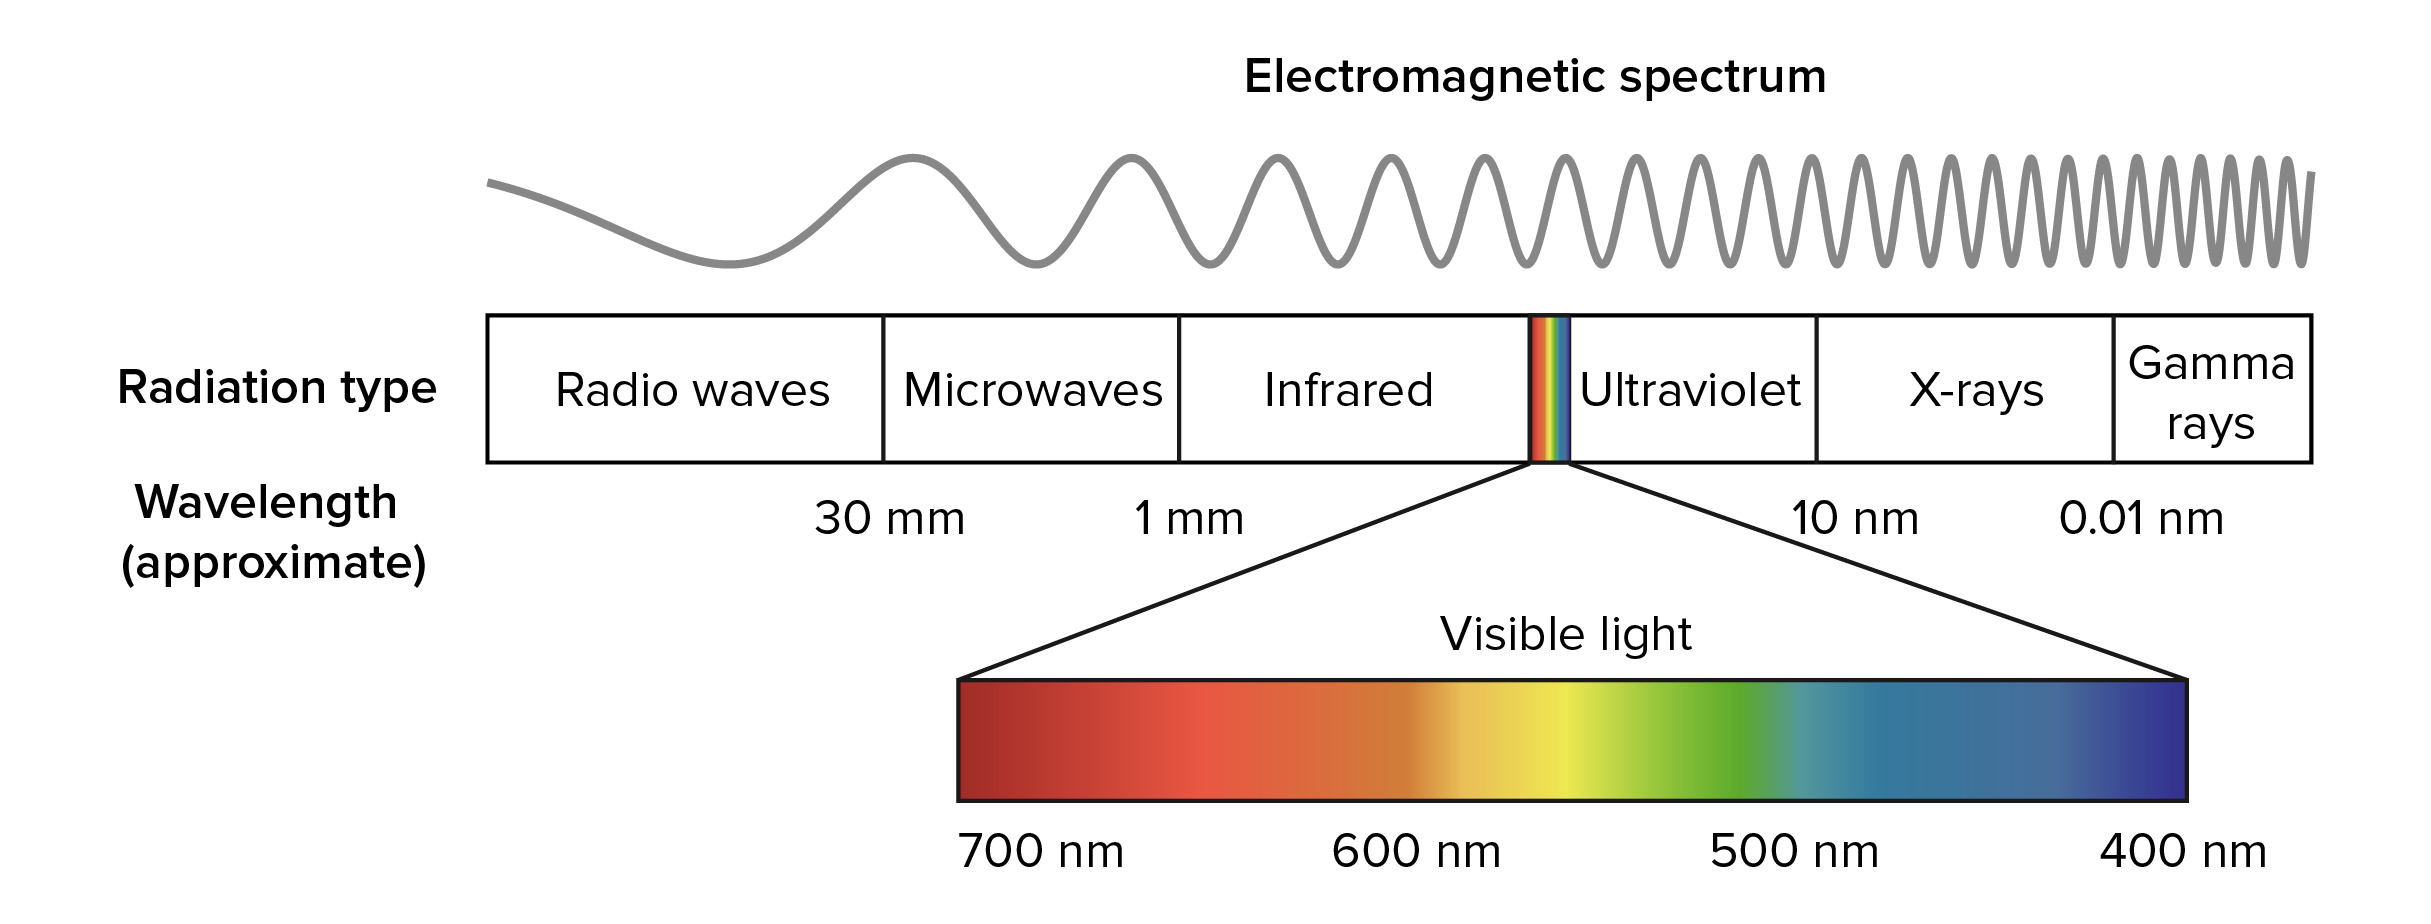 Electromagnetic spectrum
Radiation type
Radio waves
Microwaves
Infrared
Ultraviolet
X-rays
Gamma
rays
Wavelength
(approximate)
30 mm
1 mm
10 nm
0.01 nm
Visible light
700 nm
600 nm
500 nm
400 nm